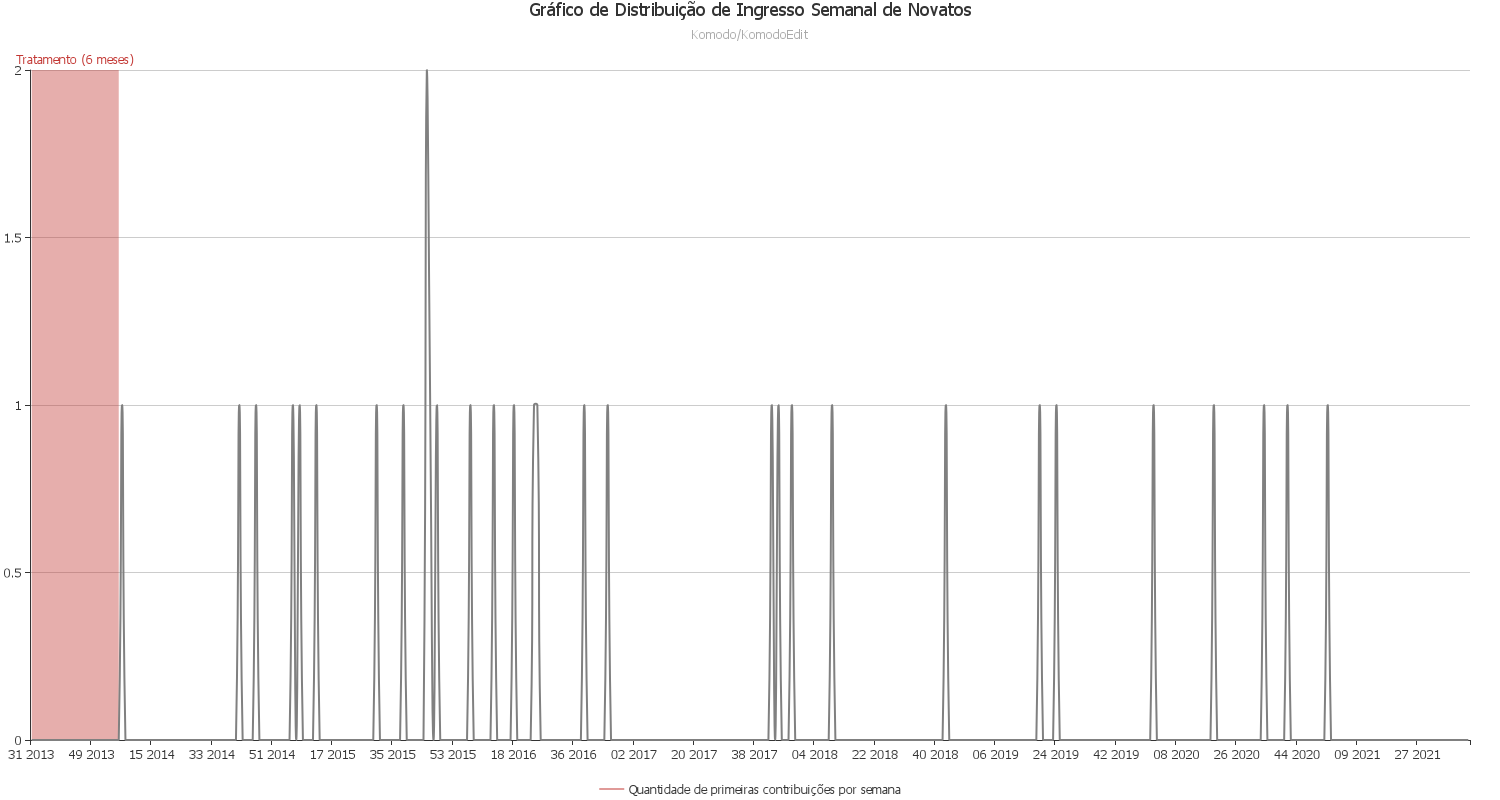 Gráfico de Distribuição de Ingresso Semanal de Novatos
Komodo/KomodoEdit
Tratamento (6 meses)
2
1.5
1
0.5
0
31 2013 49 2013 15 2014 33 2014 51 2014 17 2015 35 2015 53 2015 18 2016 36 2016 02 2017 20 2017 38 2017 04 2018 22 2018 40 2018 06 2019 24 2019 42 2019 08 2020 26 2020 44 2020 09 2021 27 2021
Quantidade de primeiras contribuições por semana